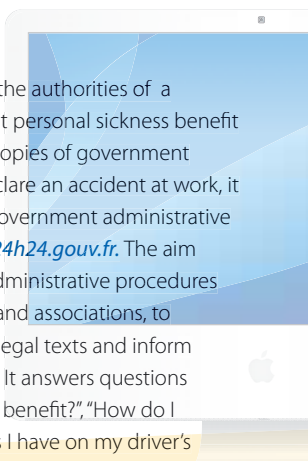 the authorities of a
t personal sickness benefit
opies of government
clare an accident at work, it
overnment administrative
24h24.gouv.fr. The aim
dministrative procedures
and associations, to
egal texts and inform
It answers questions
benefit?”, “How do I
s I have on my driver’s